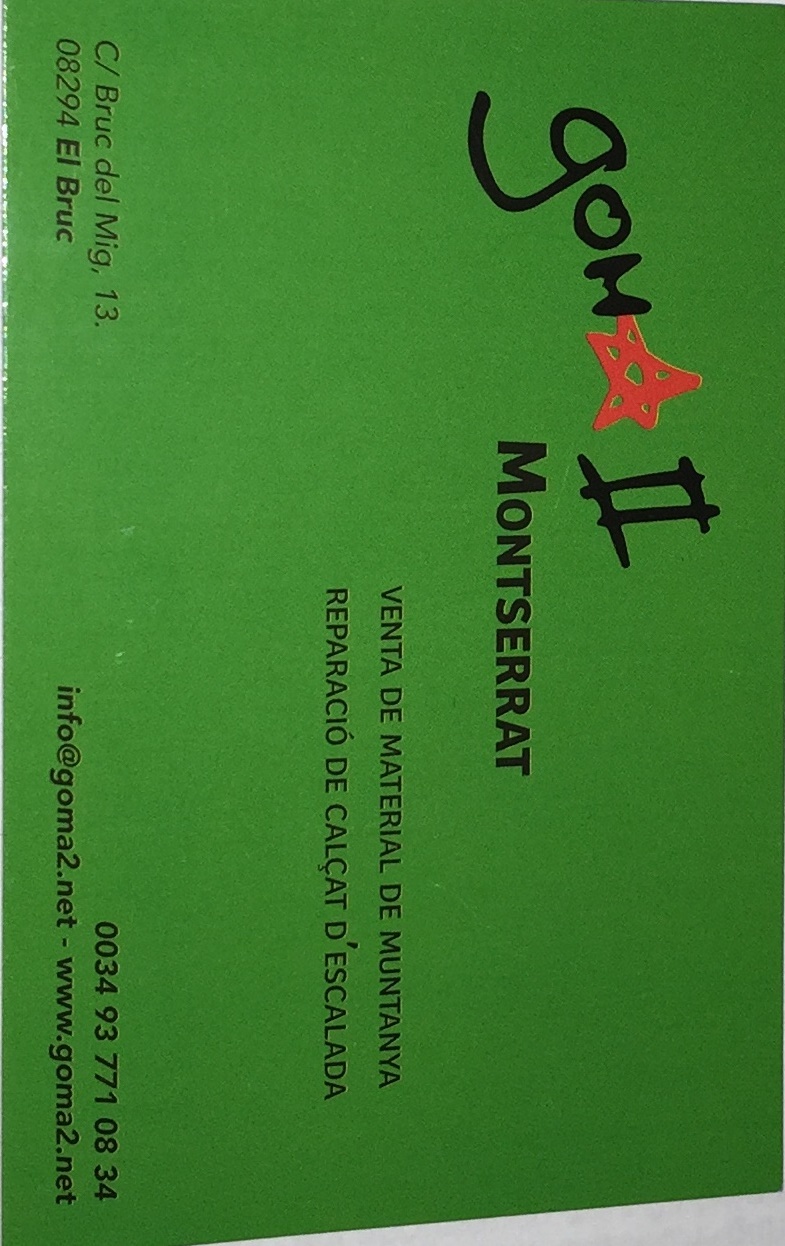 gomA II
MONTSERRAT
VENTA DE MATERIAL DE MUNTANYA
REPARACIÓ DE CALÇAT D'ESCALADA
C/ Bruc del Mig, 13.
08294 El Bruc
0034 93 771 08 34
info@goma2.net - www.goma2.net